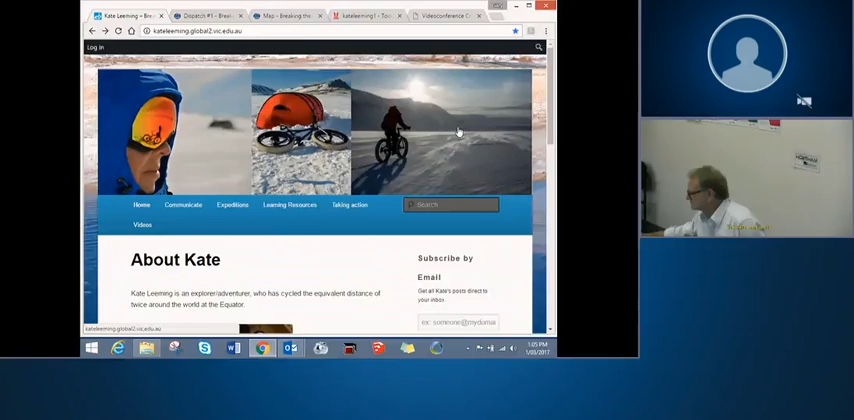 Kate Leeming – Brea
Dispatch #1 – Break
Map – Breaking the
kateleeming1 – Tou
Videoconference C
kateleeming.global2.vic.edu.au
Log In
Home Communicate Expeditions Learning Resources Taking action
Search
Videos
About Kate
Kate Leeming is an explorer/adventurer, who has cycled the equivalent distance of
twice around the world at the Equator.
Subscribe by
Email
Get all Kate's posts direct to
your inbox
ex: someone@mydomai
kateleeming.global2.vic.edu.au
1:05 PM
1/03/2017